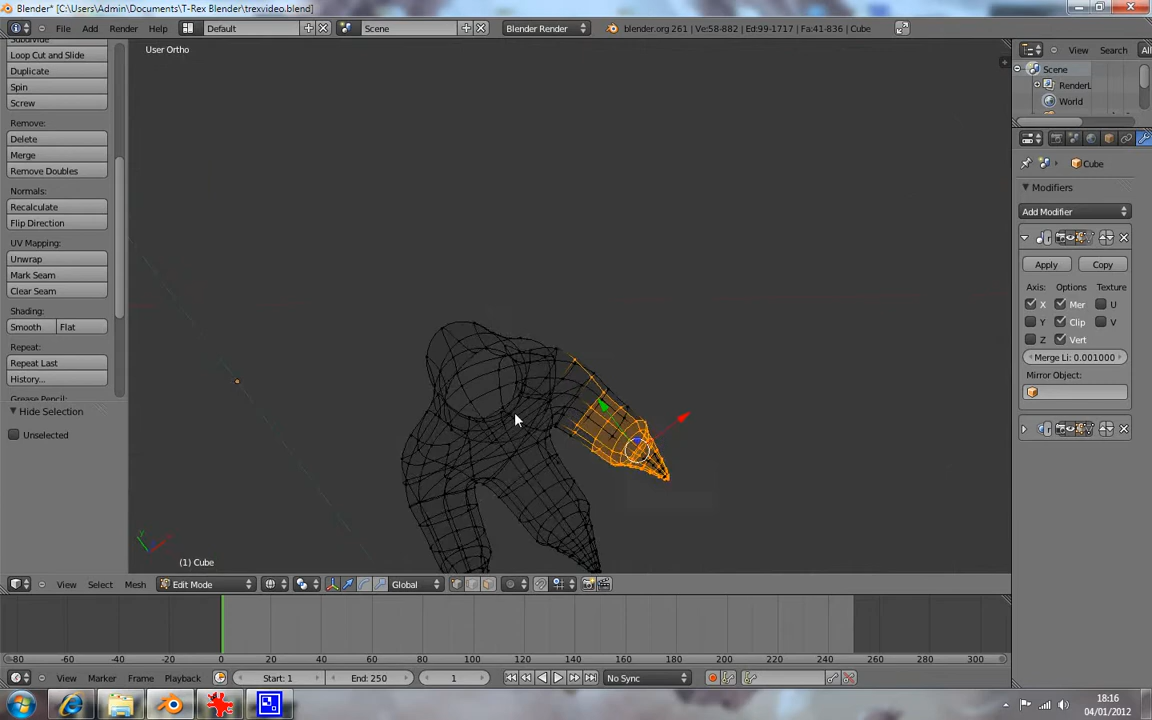 Blender* [C:\Users\Admin\Documents\T-Rex Blender\trexvideo.blend]
File Add Render Help Default Scene Blender Render blender.org 261 | Ve:58-882 | Ed:99-1717 | Fa:41-836 | Cube
View Search All
User Ortho
Subdivide
Loop Cut and Slide
Duplicate
Spin
Screw
Remove:
Delete
Merge
Remove Doubles
Normals:
Recalculate
Flip Direction
UV Mapping:
Unwrap
Mark Seam
Clear Seam
Shading:
Smooth Flat
Repeat:
Repeat Last
History...
Grease Pencil:
Hide Selection
Unselected
Scene
RenderL
World
Cube
Modifiers
Add Modifier
Apply Copy
Axis: Options Texture
X Mer U
Y Clip V
Z Vert
Merge Li: 0.001000
Mirror Object:
(1) Cube
View Select Mesh Edit Mode Global
-80 -60 -40 -20 0 20 40 60 80 100 120 140 160 180 200 220 240 260 280 300
View Marker Frame Playback Start: 1 End: 250 1 No Sync
18:16
04/01/2012